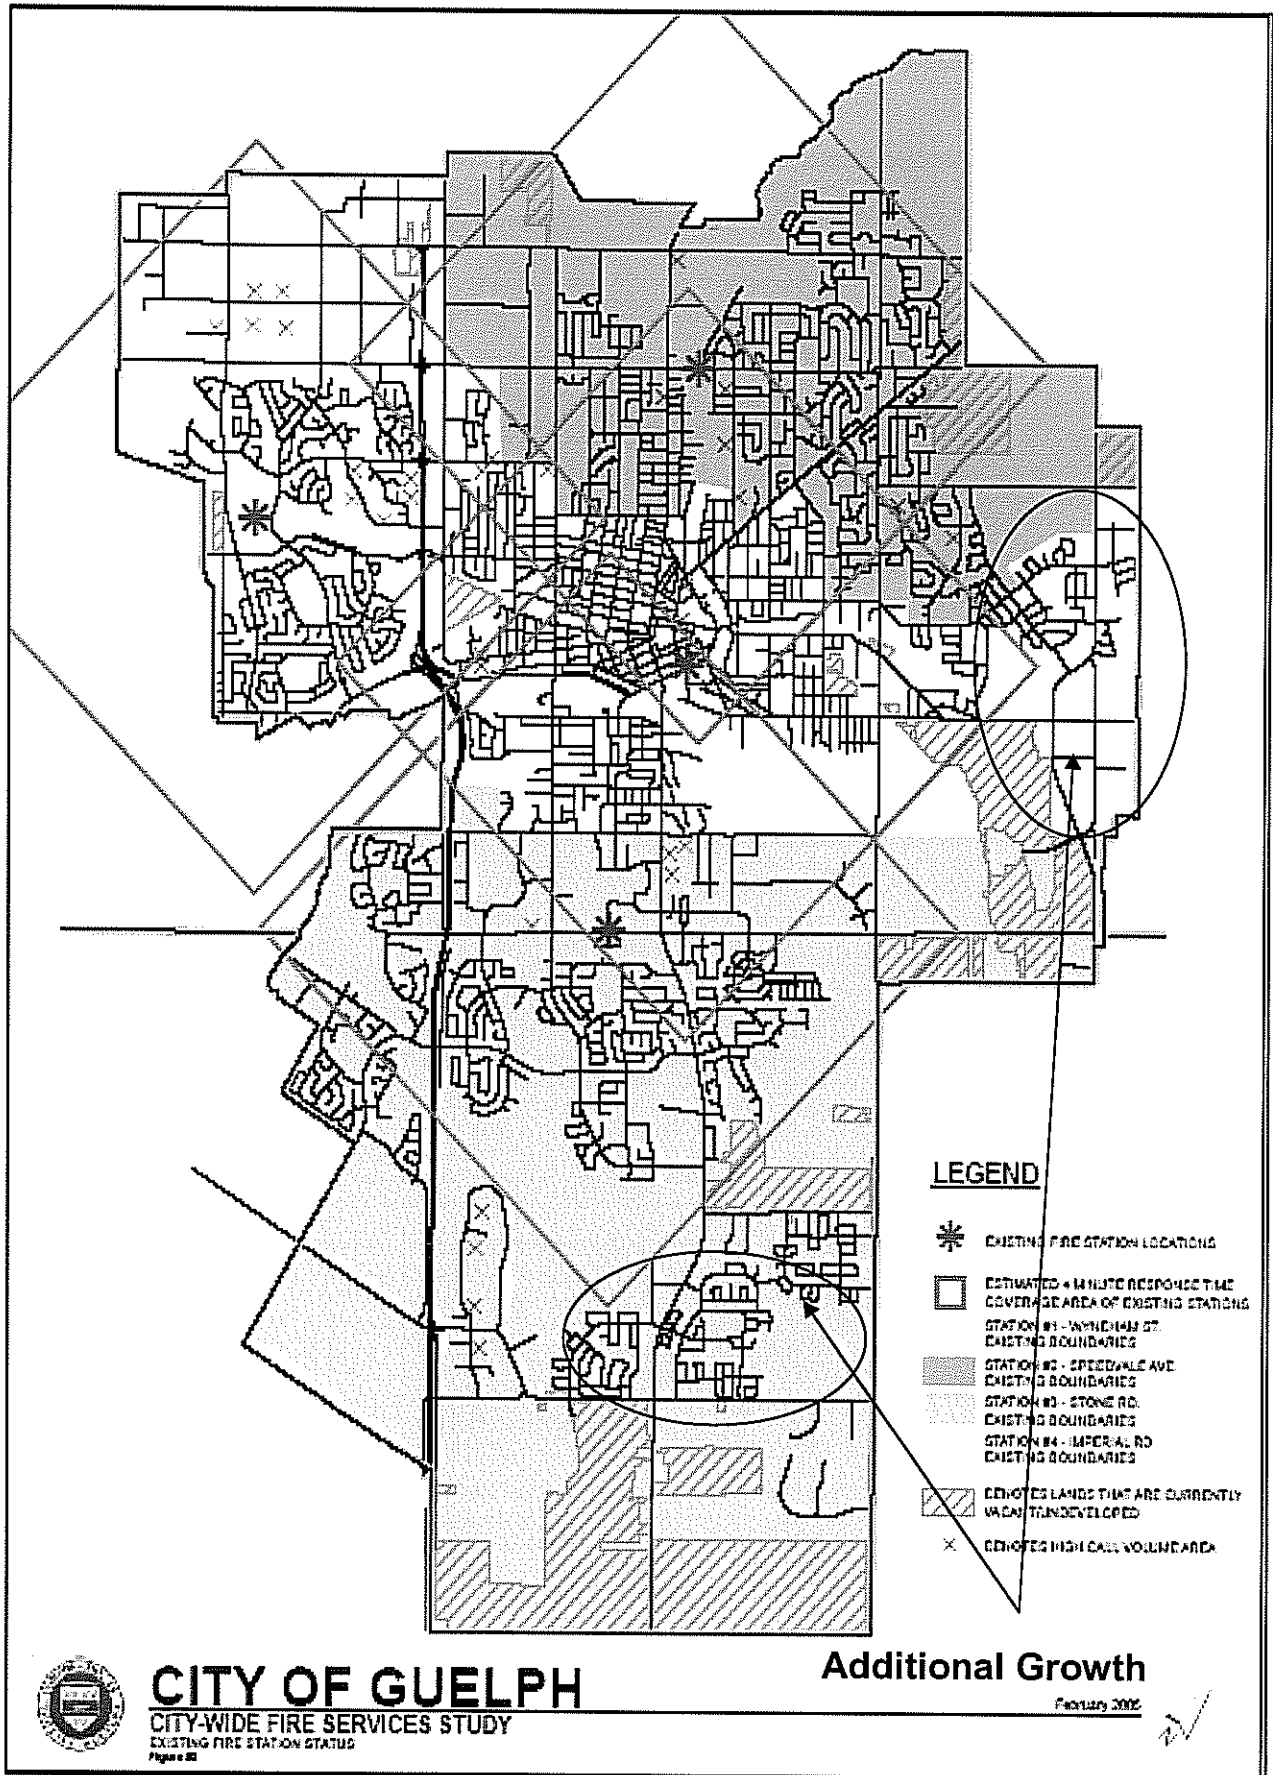 LEGEND
EXISTING FIRE STATION LOCATIONS
ESTIMATED 4 MINUTE RESPONSE TIME
COVERAGE AREA OF EXISTING STATIONS
STATION #1 - WYNDHAM ST.
EXISTING BOUNDARIES
STATION #2 - SPEEDVALE AVE
EXISTING BOUNDARIES
STATION #3 - STONE RD.
EXISTING BOUNDARIES
STATION #4 - IMPERIAL RD
EXISTING BOUNDARIES
DENOTES LANDS THAT ARE CURRENTLY
VACANT/UNDEVELOPED
DENOTES HIGH CALL VOLUME AREA
Additional Growth
February
CITY OF GUELPH
CITY-WIDE FIRE SERVICES STUDY
EXISTING FIRE STATION STATUS
Figure